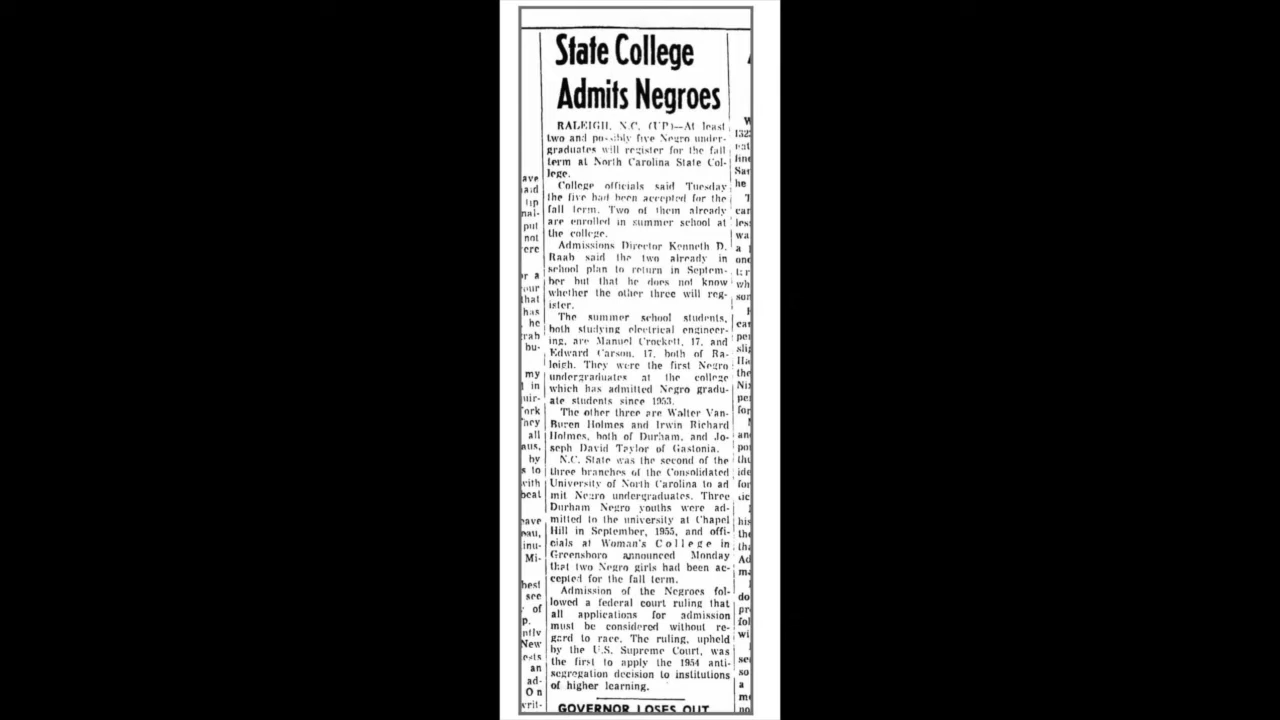 State College
Admits Negroes
RALEIGH, N.C. (UP)—At least
two and possibly five Negro under-
graduates will register for the fall
term at North Carolina State Col-
lege.
College officials said Tuesday
the five had been accepted for the
fall term. Two of them already
are enrolled in summer school at
the college.
Admissions Director Kenneth D.
Raab said the two already in
school plan to return in Septem-
ber but that he does not know
whether the other three will reg-
ister.
The summer school students,
both studying electrical engineer-
ing, are Manuel Crockett, 17, and
Edward Carson, 17, both of Ra-
leigh. They were the first Negro
undergraduates at the college
which has admitted Negro gradu-
ate students since 1953.
The other three are Walter Van-
Buren Holmes and Irwin Richard
Holmes, both of Durham, and Jo-
seph David Taylor of Gastonia.
N.C. State was the second of the
three branches of the Consolidated
University of North Carolina to ad
mit Negro undergraduates. Three
Durham Negro youths were ad-
mitted to the university at Chapel
Hill in September, 1955, and offi-
cials at Woman's College in
Greensboro announced Monday
that two Negro girls had been ac-
cepted for the fall term.
Admission of the Negroes fol-
lowed a federal court ruling that
all applications for admission
must be considered without re-
gard to race. The ruling, upheld
by the U.S. Supreme Court, was
the first to apply the 1954 anti-
segregation decision to institutions
of higher learning.
GOVERNOR LOSES OUT